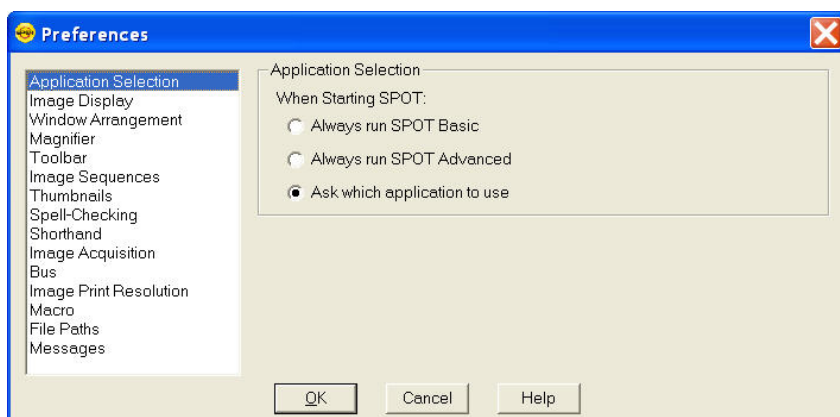 Preferences
Application Selection
Image Display
Window Arrangement
Magnifier
Toolbar
Image Sequences
Thumbnails
Spell-Checking
Shorthand
Image Acquisition
Bus
Image Print Resolution
Macro
File Paths
Messages
Application Selection
When Starting SPOT:
Always run SPOT Basic
Always run SPOT Advanced
Ask which application to use
OK Cancel Help